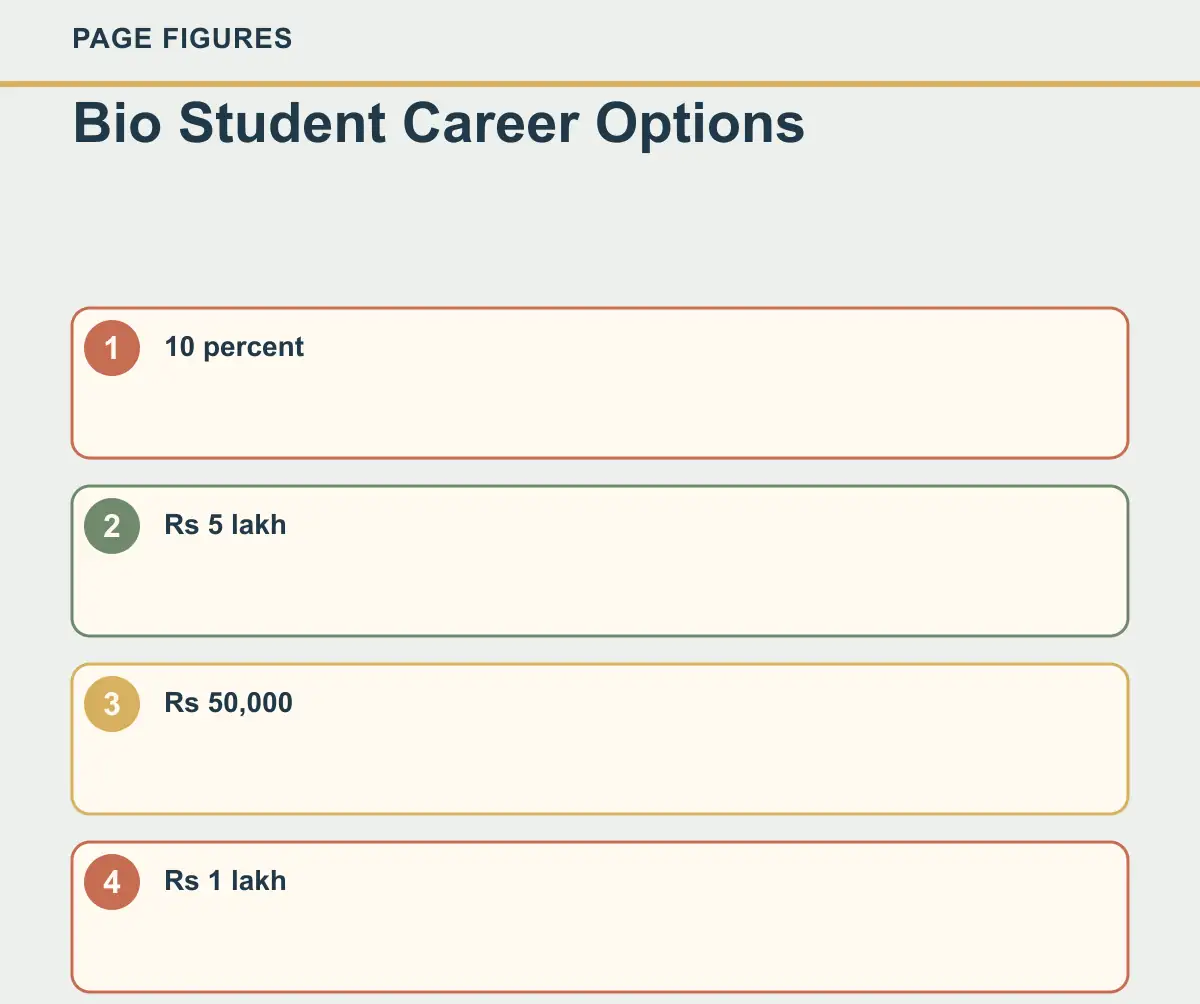 PAGE FIGURES
Bio Student Career Options
1 10 percent
2 Rs 5 lakh
3 Rs 50,000
4 Rs 1 lakh